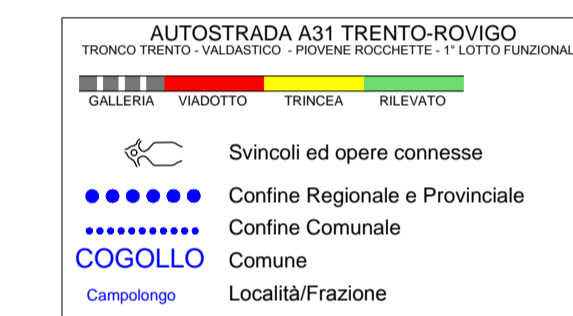 AUTOSTRADA A31 TRENTO-ROVIGO
TRONCO TRENTO - VALDASTICO - PIOVENE ROCCHETTE - 1° LOTTO FUNZIONAL
GALLERIA VIADOTTO TRINCEA RILEVATO
Svincoli ed opere connesse
Confine Regionale e Provinciale
Confine Comunale
COGOLLO Comune
Campolongo Località/Frazione